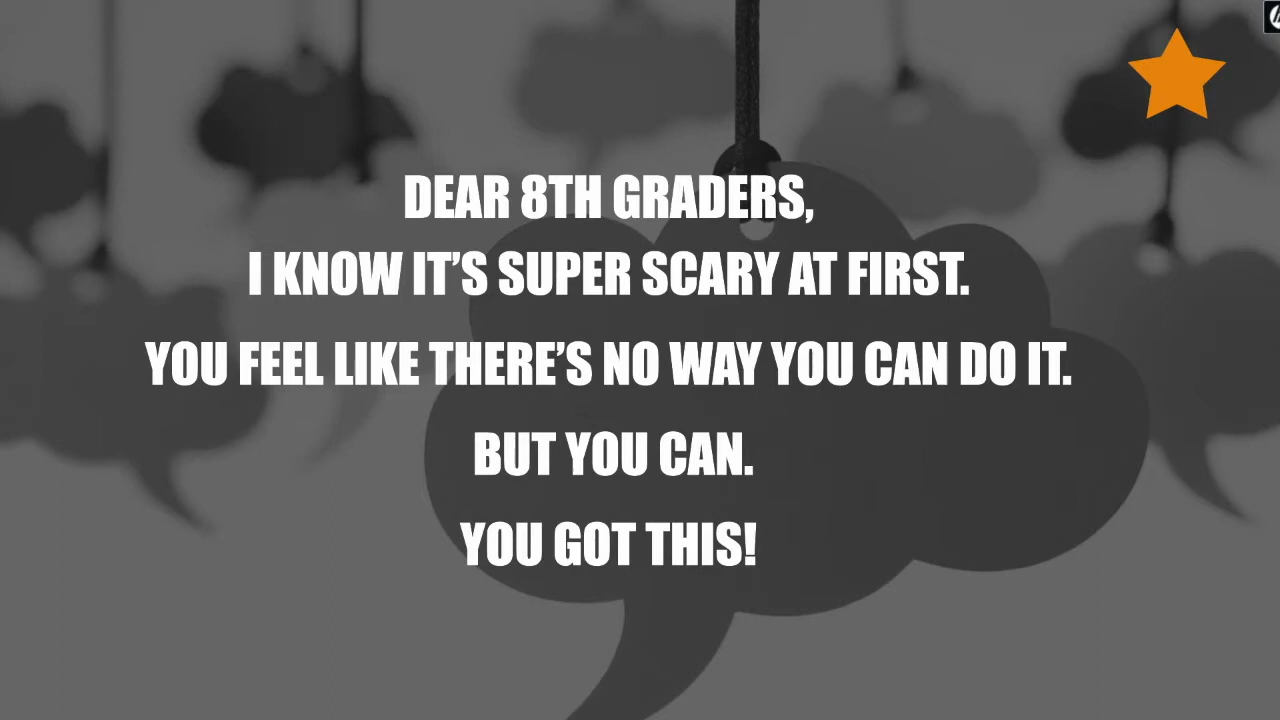 DEAR 8TH GRADERS,
I KNOW IT’S SUPER SCARY AT FIRST.
YOU FEEL LIKE THERE’S NO WAY YOU CAN DO IT.
BUT YOU CAN.
YOU GOT THIS!